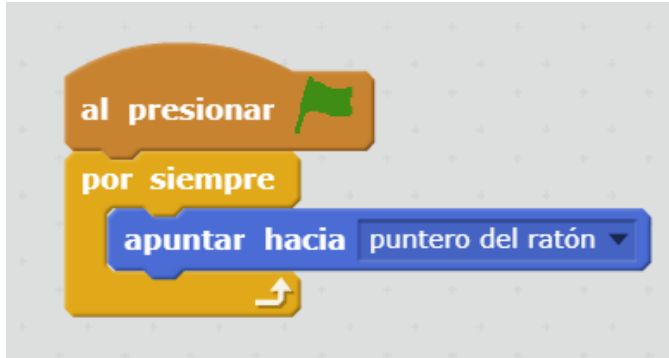 al presionar
por siempre
apuntar hacia puntero del ratón